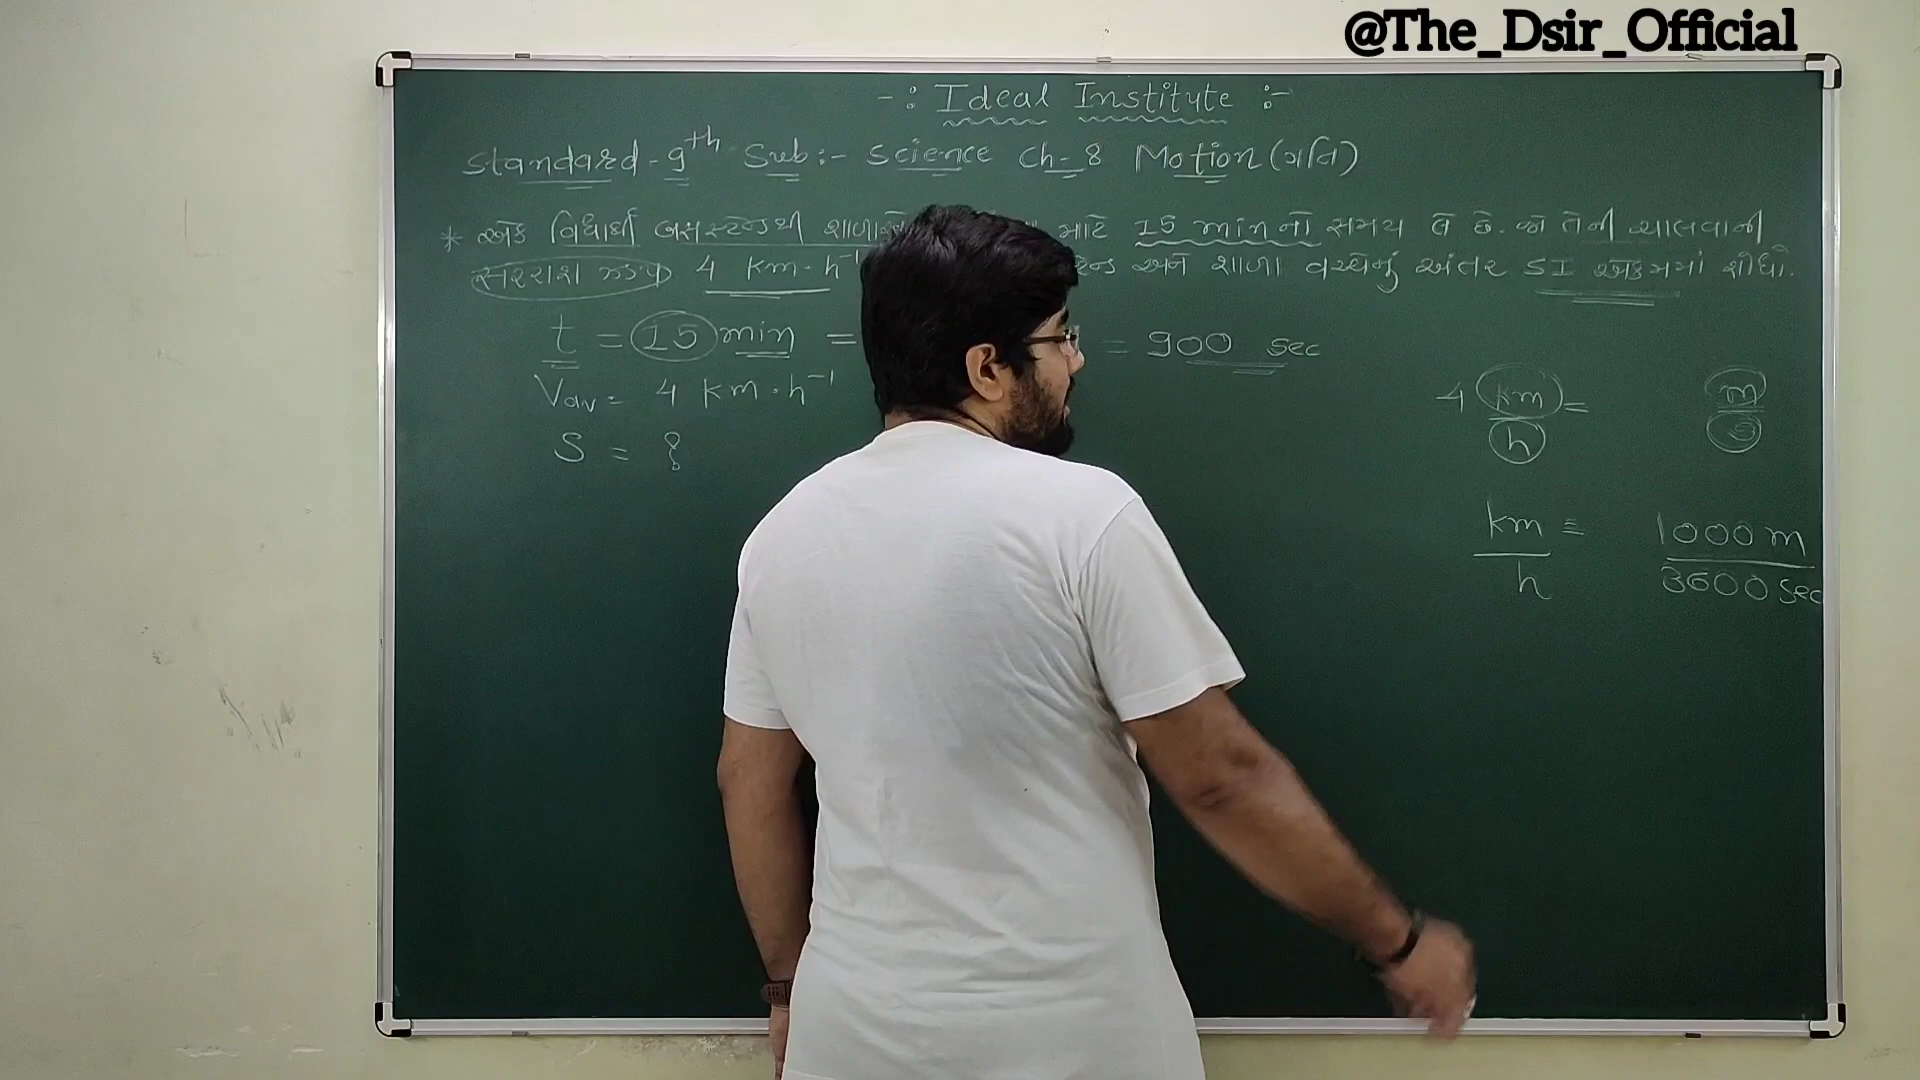 @The_Dsir_Official
-: Ideal Institute :-
Standard-9th Sub:- Science Ch-8 Motion (ગતિ)
* એક વિદ્યાર્થી બસસ્ટેન્ડથી માટે 15 min નો સમય લે છે. જો તેની ચાલવાની
સરેરાશ ઝડપ 4 km·h⁻¹ અને શાળા વચ્ચેનું અંતર SI એકમમાં શોધો.
t = 15 min = = 900 sec
Vav = 4 km·h⁻¹
4 km/h = m/s
S = ?
km/h = 1000 m/3600 sec